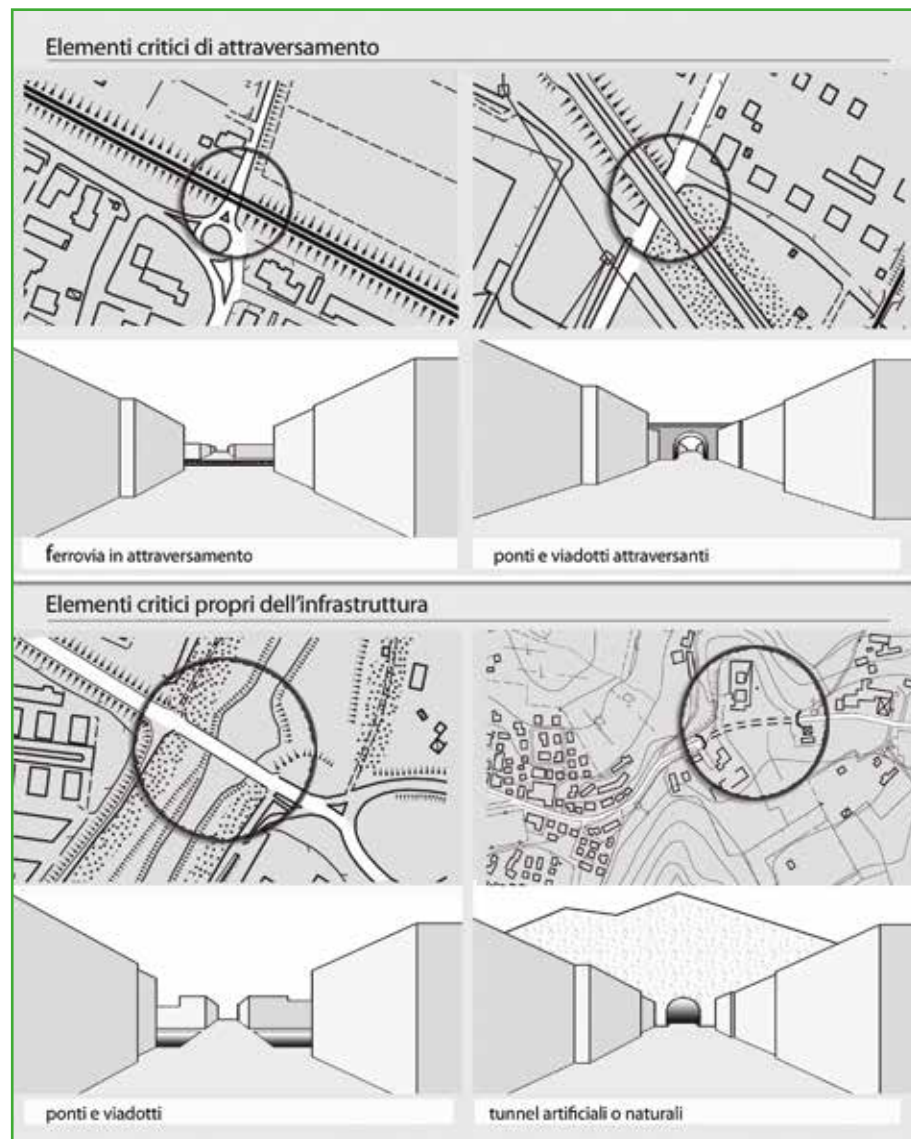 Elementi critici di attraversamento
ferrovia in attraversamento
ponti e viadotti attraversanti
Elementi critici propri dell'infrastruttura
ponti e viadotti
tunnel artificiali o naturali